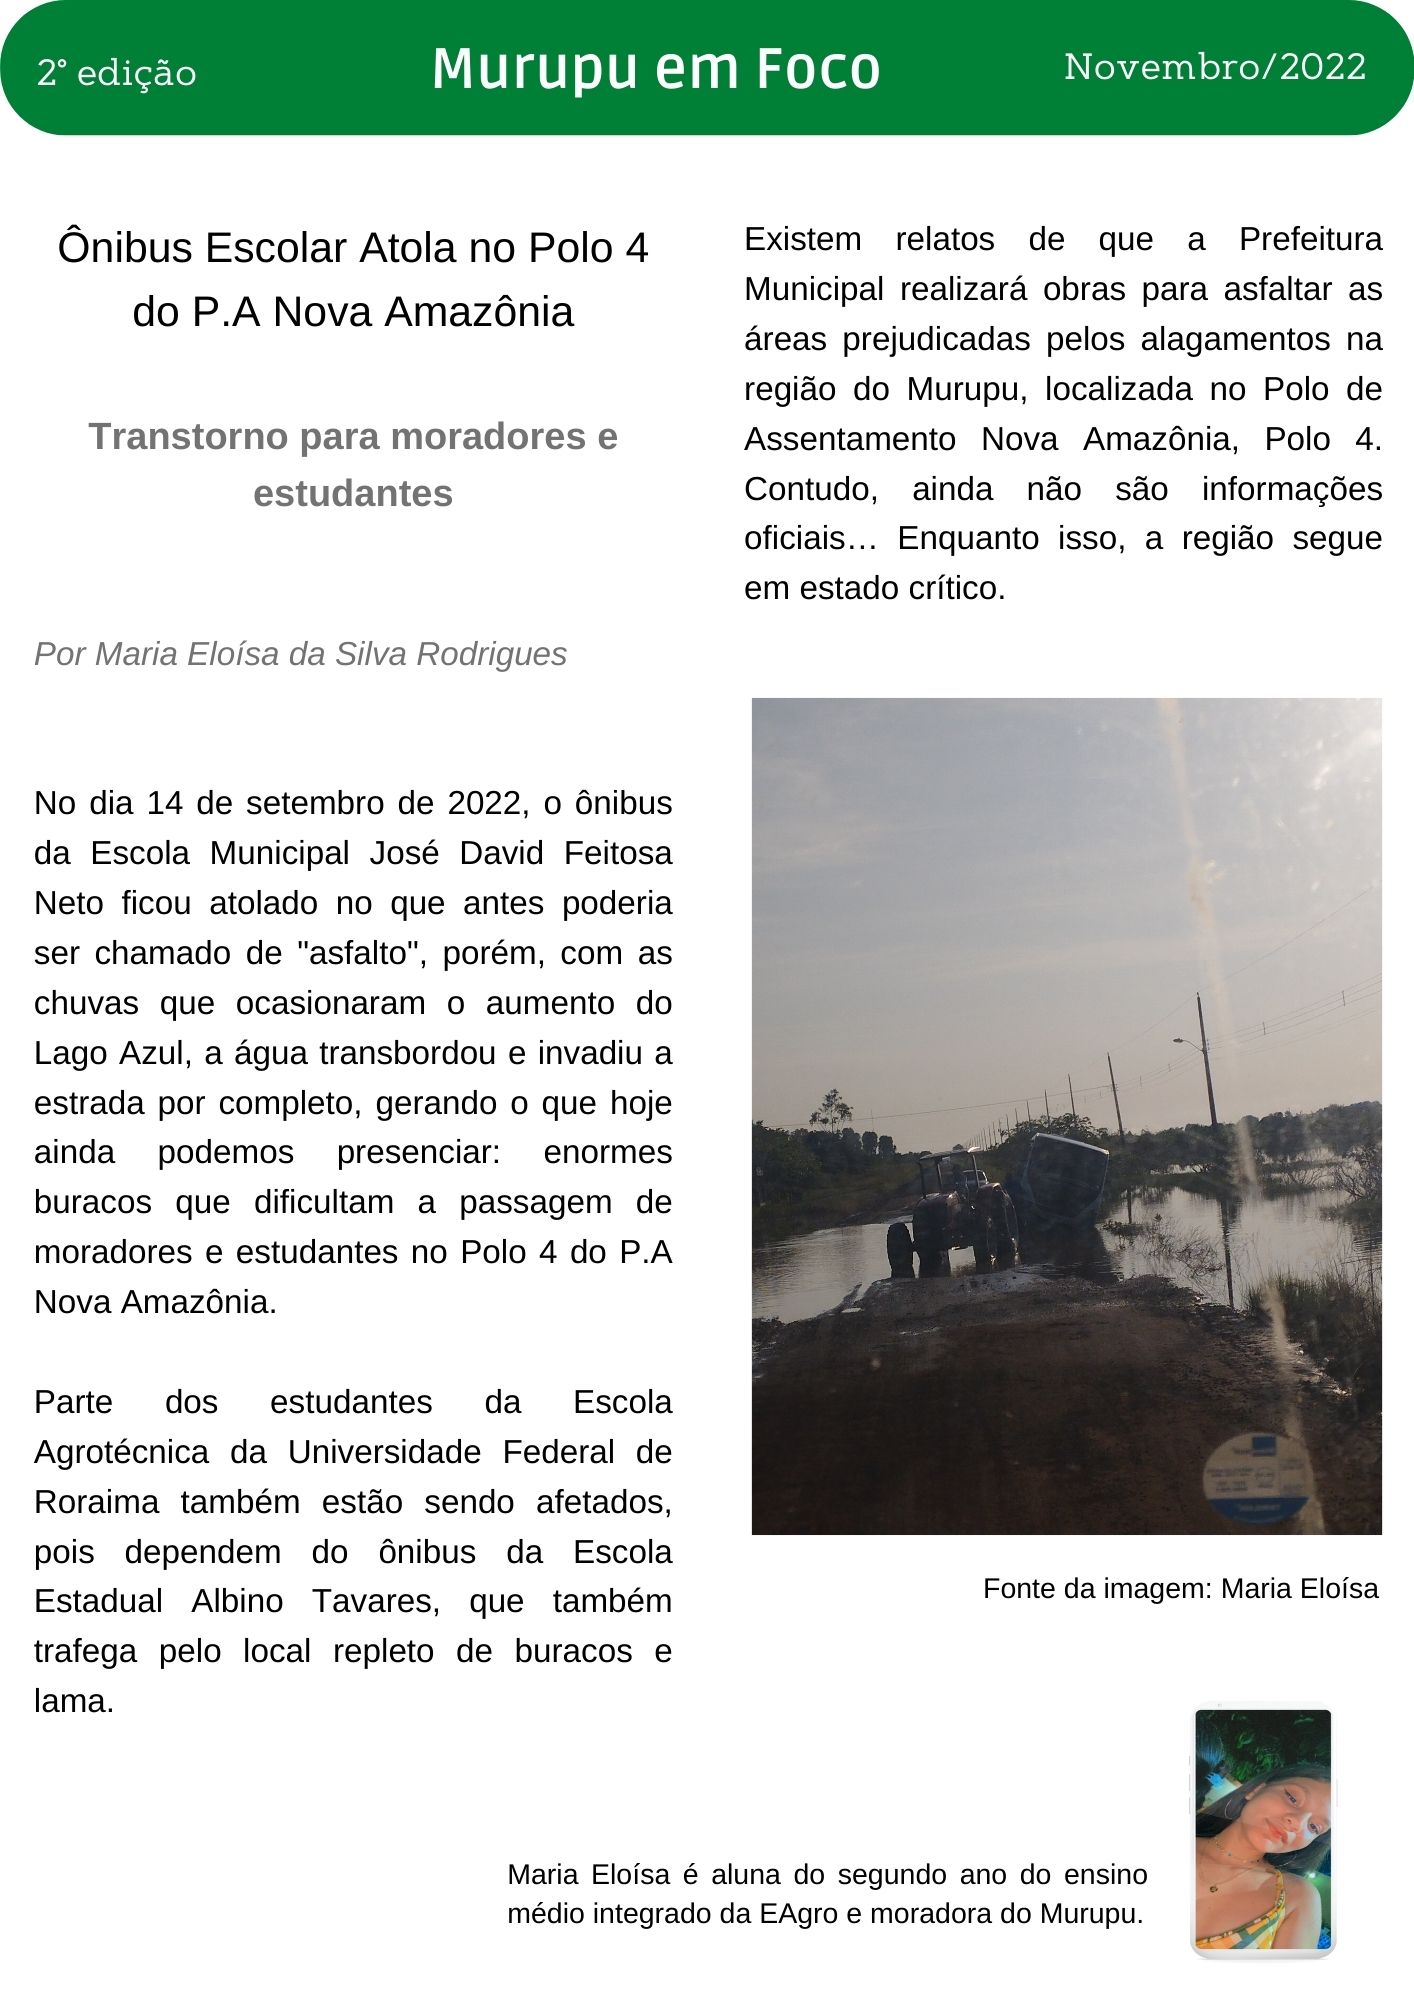 2° edição
Murupu em Foco
Novembro/2022
Ônibus Escolar Atola no Polo 4
do P.A Nova Amazônia
Transtorno para moradores e
estudantes
Por Maria Eloísa da Silva Rodrigues
No dia 14 de setembro de 2022, o ônibus
da Escola Municipal José David Feitosa
Neto ficou atolado no que antes poderia
ser chamado de "asfalto", porém, com as
chuvas que ocasionaram o aumento do
Lago Azul, a água transbordou e invadiu a
estrada por completo, gerando o que hoje
ainda podemos presenciar: enormes
buracos que dificultam a passagem de
moradores e estudantes no Polo 4 do P.A
Nova Amazônia.
Parte dos estudantes da Escola
Agrotécnica da Universidade Federal de
Roraima também estão sendo afetados,
pois dependem do ônibus da Escola
Estadual Albino Tavares, que também
trafega pelo local repleto de buracos e
lama.
Existem relatos de que a Prefeitura
Municipal realizará obras para asfaltar as
áreas prejudicadas pelos alagamentos na
região do Murupu, localizada no Polo de
Assentamento Nova Amazônia, Polo 4.
Contudo, ainda não são informações
oficiais… Enquanto isso, a região segue
em estado crítico.
Fonte da imagem: Maria Eloísa
Maria Eloísa é aluna do segundo ano do ensino
médio integrado da EAgro e moradora do Murupu.